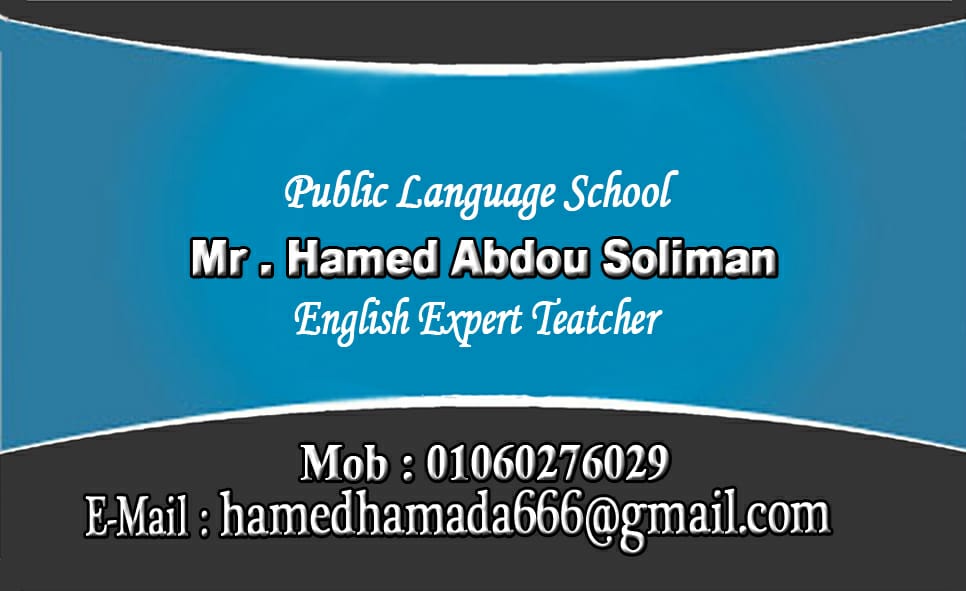 Public Language School
Mr . Hamed Abdou Soliman
English Expert Teatcher
Mob : 01060276029
E-Mail : hamedhamada666@gmail.com